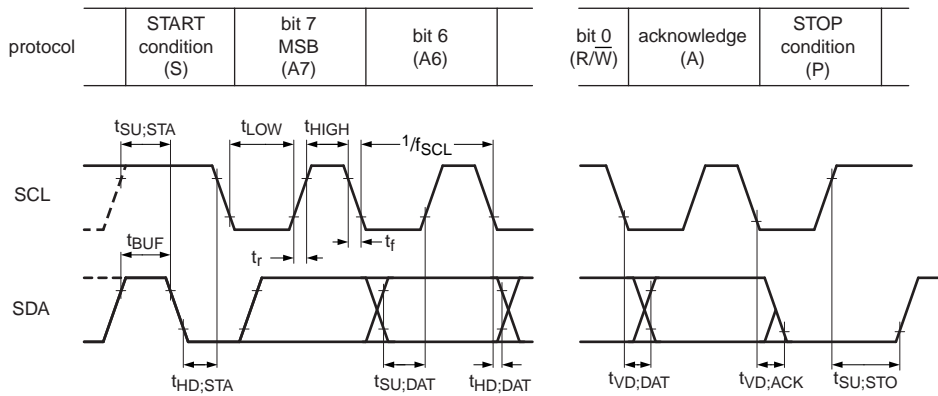 protocol
START
condition
(S)
bit 7
MSB
(A7)
bit 6
(A6)
bit 0
(R/W̅)
acknowledge
(A)
STOP
condition
(P)
tSU;STA
tLOW
tHIGH
1/fSCL
SCL
tBUF
tr
tf
SDA
tHD;STA
tSU;DAT
tHD;DAT
tVD;DAT
tVD;ACK
tSU;STO